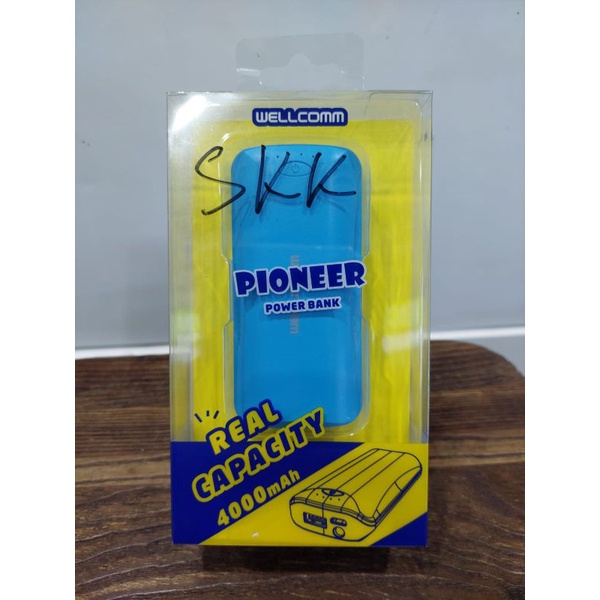 WELLCOMM
SKK
PIONEER
POWER BANK
REAL
CAPACITY
4000mAh